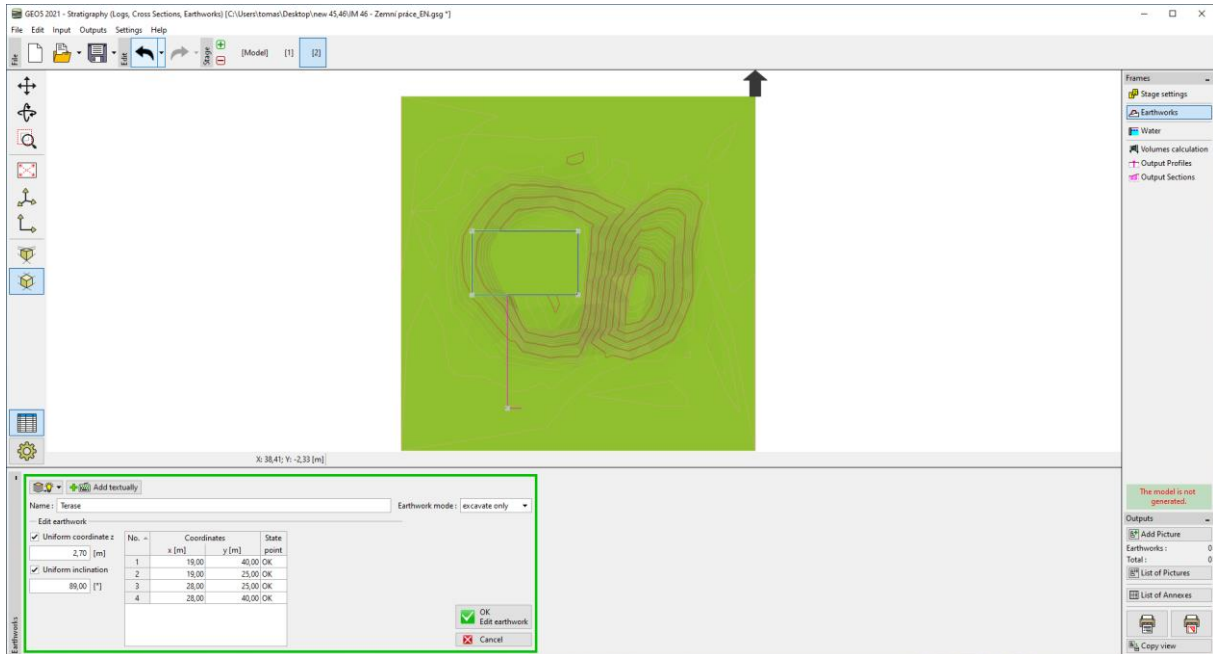 GEO5 2021 - Stratigraphy (Logs, Cross Sections, Earthworks) [C:\Users\tomas\Desktop\new 45,46\IM 46 - Zemní práce_EN.gsg *]
File Edit Input Outputs Settings Help
File Edit Stage [Model] [1] [2]
Frames
Stage settings
Earthworks
Water
Volumes calculation
Output Profiles
Output Sections
X: 38,41; Y: -2,33 [m]
Add textually
Name : Terase Earthwork mode : excavate only
Edit earthwork
Uniform coordinate z
2,70 [m]
Uniform inclination
89,00 [°]
No. Coordinates State
x [m] y [m] point
1 19,00 40,00 OK
2 19,00 25,00 OK
3 28,00 25,00 OK
4 28,00 40,00 OK
OK
Edit earthwork
Cancel
Earthworks
The model is not
generated.
Outputs
Add Picture
Earthworks : 0
Total : 0
List of Pictures
List of Annexes
Copy view